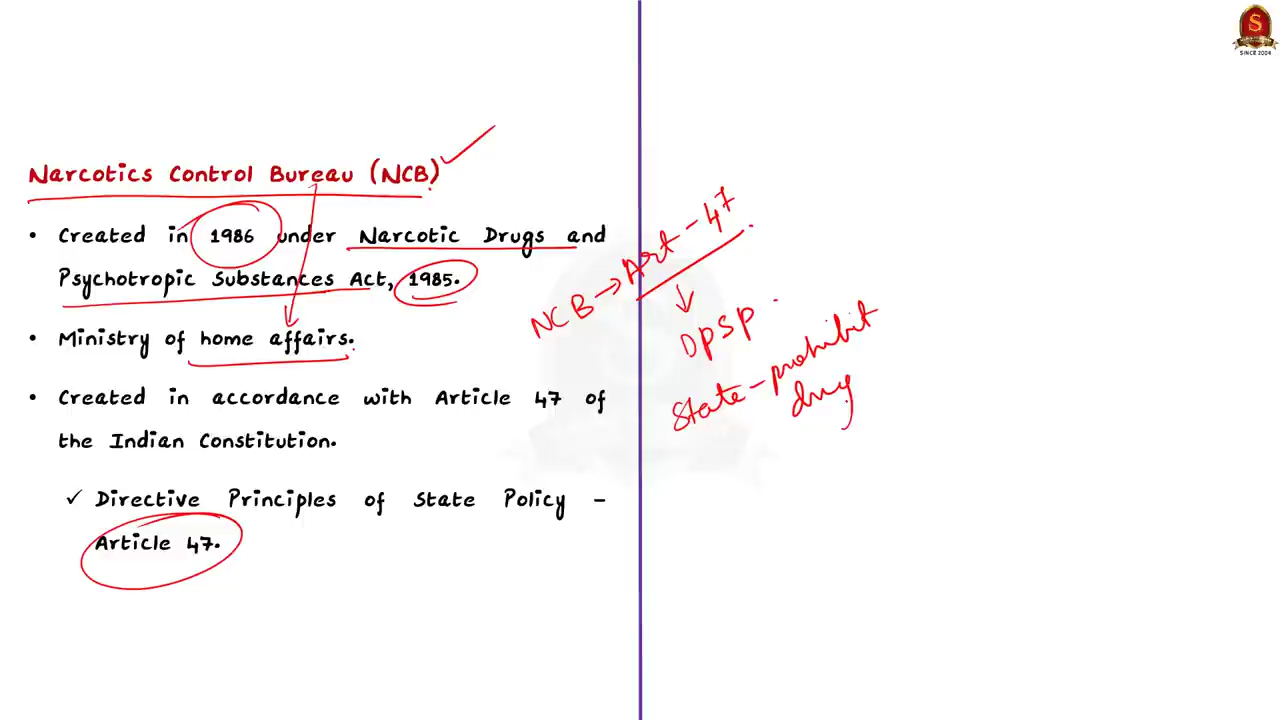 S
SINCE 2004
Narcotics Control Bureau (NCB)
• Created in 1986 under Narcotic Drugs and
Psychotropic Substances Act, 1985.
• Ministry of home affairs.
• Created in accordance with Article 47 of
the Indian Constitution.
✓ Directive Principles of State Policy –
Article 47.
NCB → Art - 47
DPSP
State - prohibit
drug